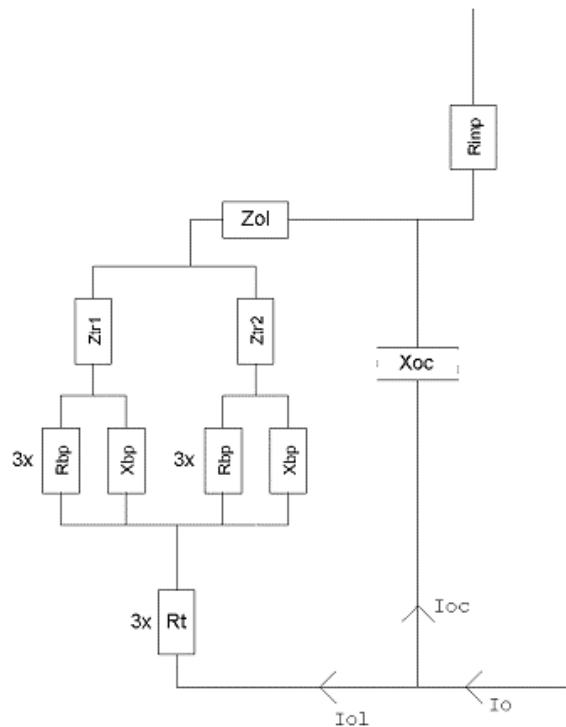 Rimp
Zol
Ztr1
Ztr2
Xoc
3x
Rbp
Xbp
3x
Rbp
Xbp
3x
Rt
Ioc
Iol
Io